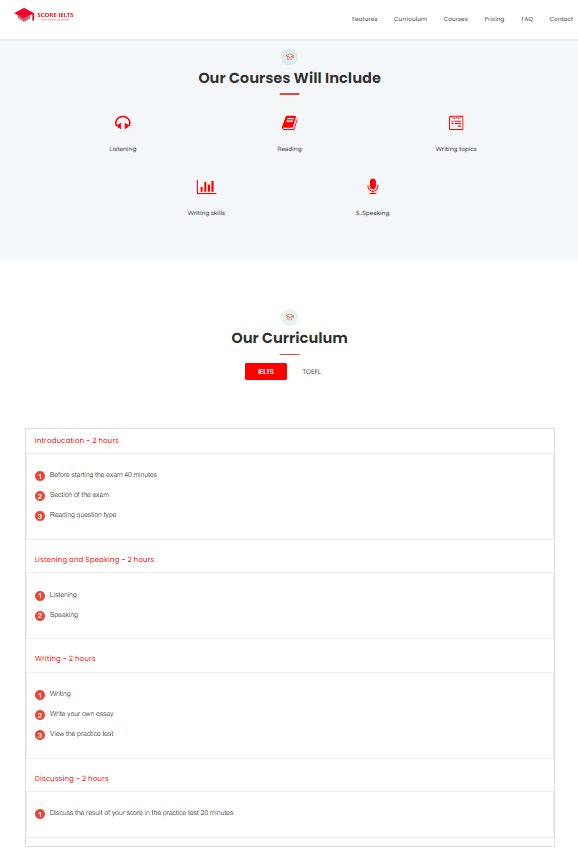 SCORE IELTS
Features Curriculum Courses Pricing FAQ Contact
Our Courses Will Include
Listening Reading Writing topics
Writing skills 5. Speaking
Our Curriculum
IELTS TOEFL
Introducation - 2 hours
1 Before starting the exam 40 minutes
2 Section of the exam
3 Reading question type
Listening and Speaking - 2 hours
1 Listening
2 Speaking
Writing - 2 hours
1 Writing
2 Write your own essay
3 View the practice test
Discussing - 2 hours
1 Discuss the result of your score in the practice test 20 minutes